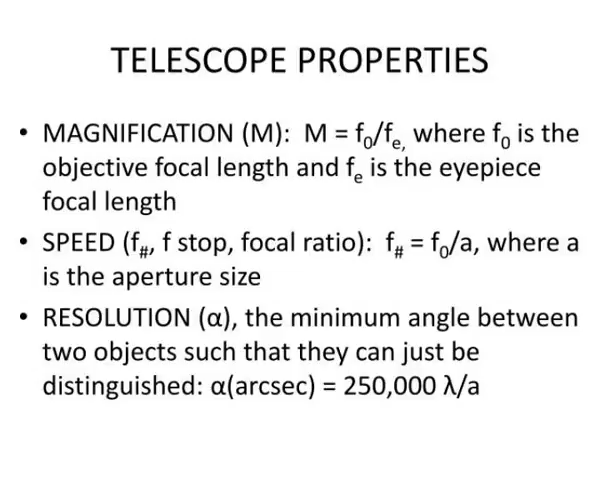 TELESCOPE PROPERTIES
• MAGNIFICATION (M):  M = f₀/fₑ, where f₀ is the
objective focal length and fₑ is the eyepiece
focal length
• SPEED (f#, f stop, focal ratio):  f# = f₀/a, where a
is the aperture size
• RESOLUTION (α), the minimum angle between
two objects such that they can just be
distinguished: α(arcsec) = 250,000 λ/a